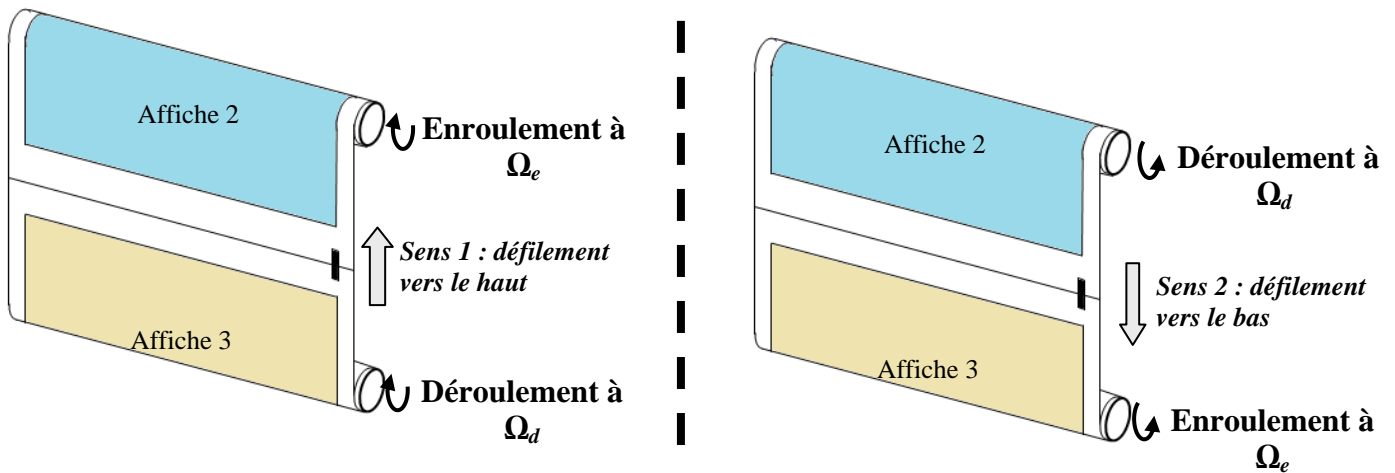 Affiche 2
Enroulement à
Ωe
Sens 1 : défilement
vers le haut
Affiche 3
Déroulement à
Ωd
Affiche 2
Déroulement à
Ωd
Sens 2 : défilement
vers le bas
Affiche 3
Enroulement à
Ωe